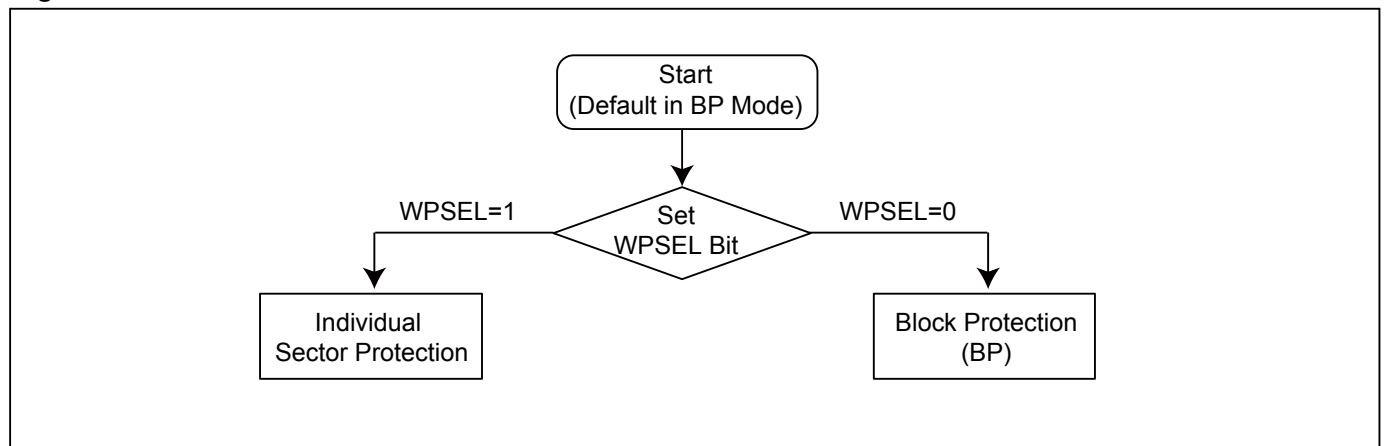 Start
(Default in BP Mode)
WPSEL=1
Set
WPSEL Bit
WPSEL=0
Individual
Sector Protection
Block Protection
(BP)